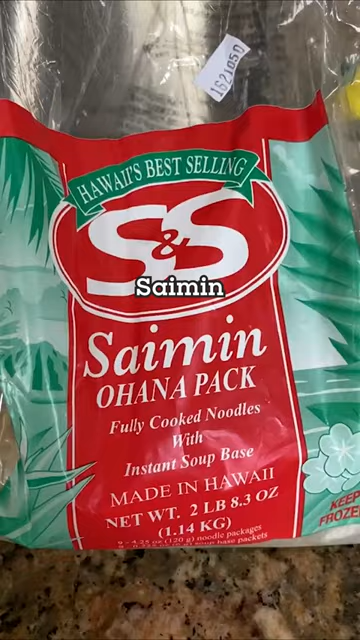 1621050
HAWAII'S BEST SELLING
S&S
Saimin
Saimin
OHANA PACK
Fully Cooked Noodles
With
Instant Soup Base
MADE IN HAWAII
NET WT. 2 LB 8.3 OZ
(1.14 KG)
KEEP
FROZEN
9 - 4.25 oz (120 g) noodle packages
soup base packets